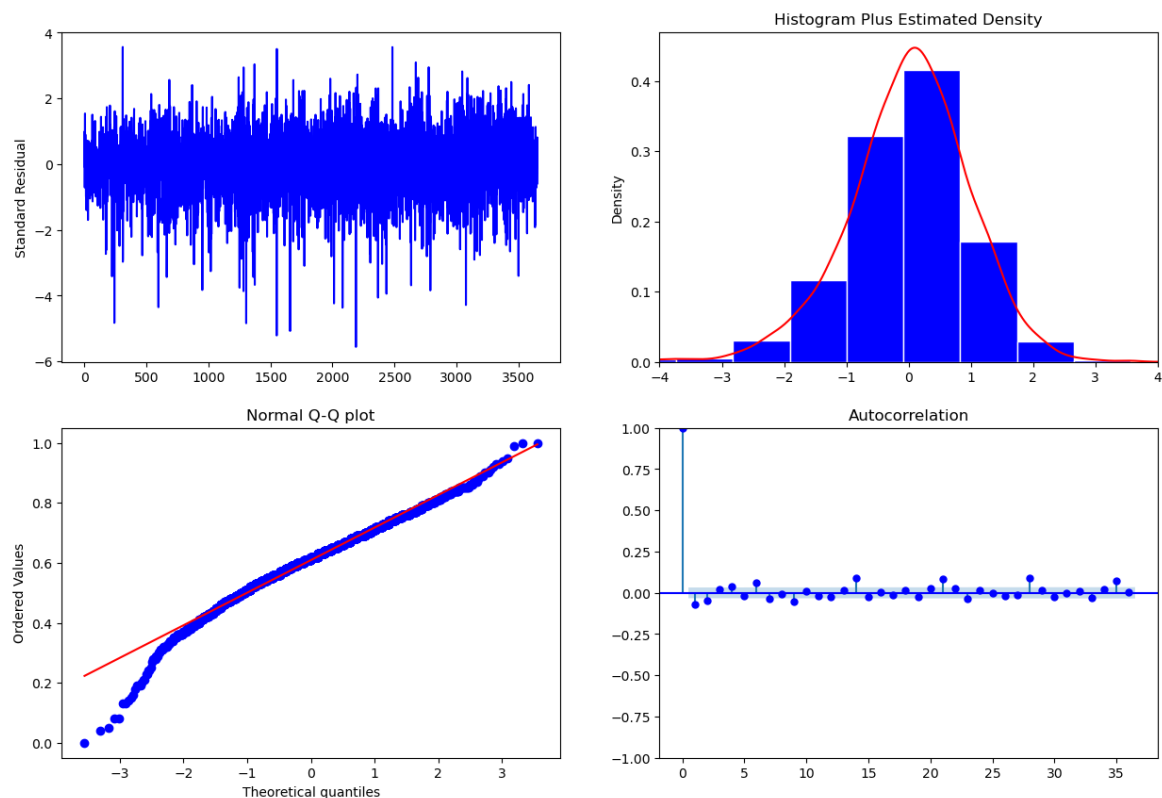 4
2
0
−2
−4
−6
Standard Residual
0 500 1000 1500 2000 2500 3000 3500
Histogram Plus Estimated Density
0.4
0.3
0.2
0.1
0.0
Density
−4 −3 −2 −1 0 1 2 3 4
Normal Q-Q plot
1.0
0.8
0.6
0.4
0.2
0.0
Ordered Values
−3 −2 −1 0 1 2 3
Theoretical quantiles
Autocorrelation
1.00
0.75
0.50
0.25
0.00
−0.25
−0.50
−0.75
−1.00
0 5 10 15 20 25 30 35